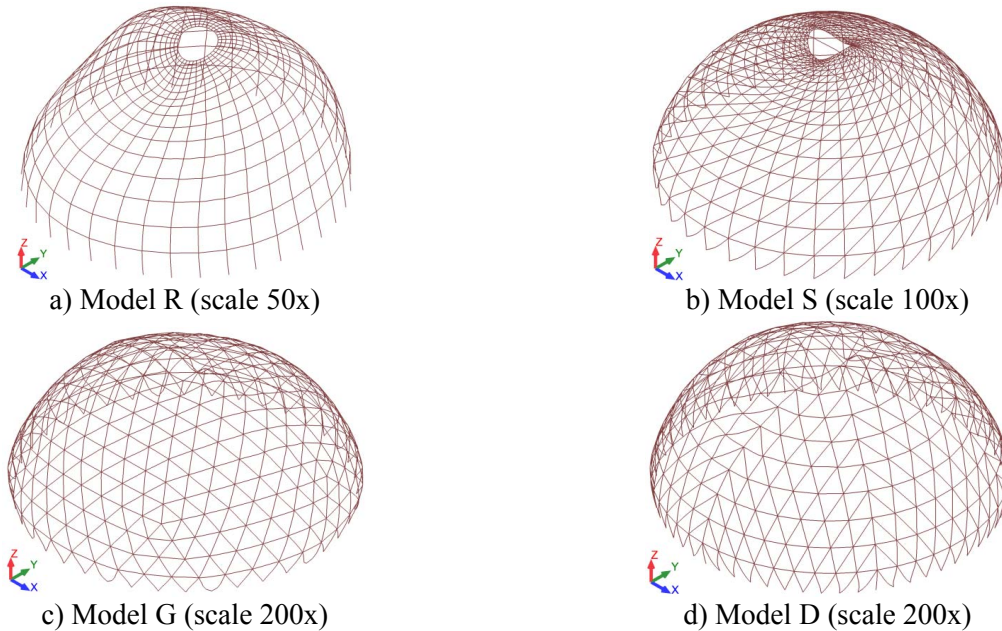 Z
Y
X
a) Model R (scale 50x)
Z
Y
X
b) Model S (scale 100x)
Z
Y
X
c) Model G (scale 200x)
Z
Y
X
d) Model D (scale 200x)